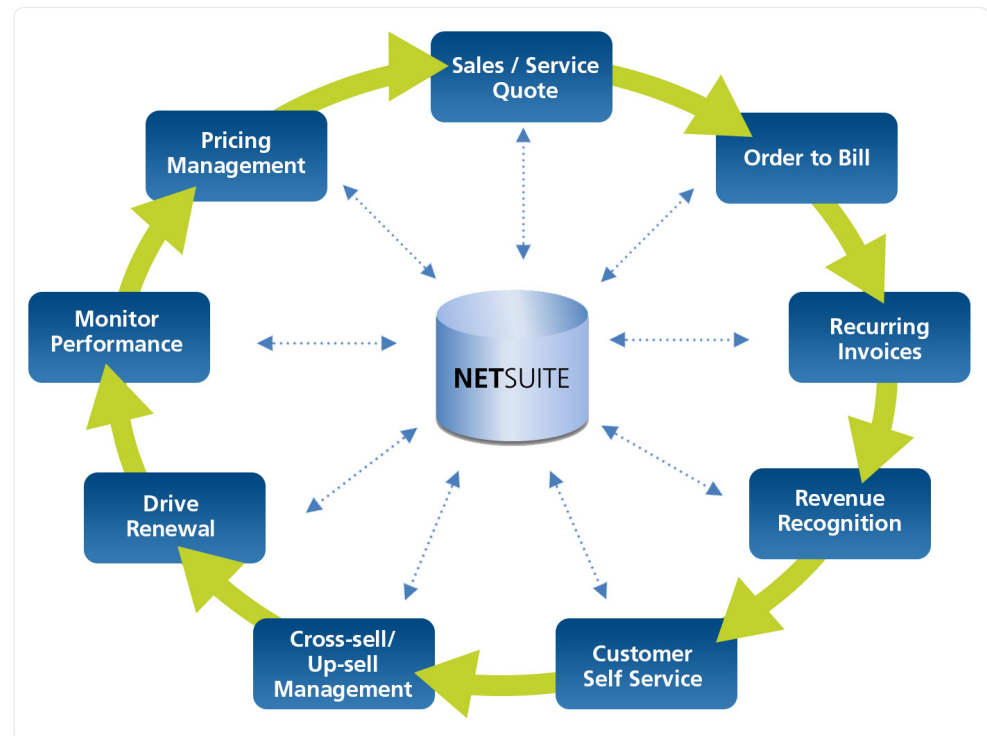 Sales / Service
Quote
Order to Bill
Recurring
Invoices
Revenue
Recognition
Customer
Self Service
Cross-sell/
Up-sell
Management
Drive
Renewal
Monitor
Performance
Pricing
Management
NETSUITE